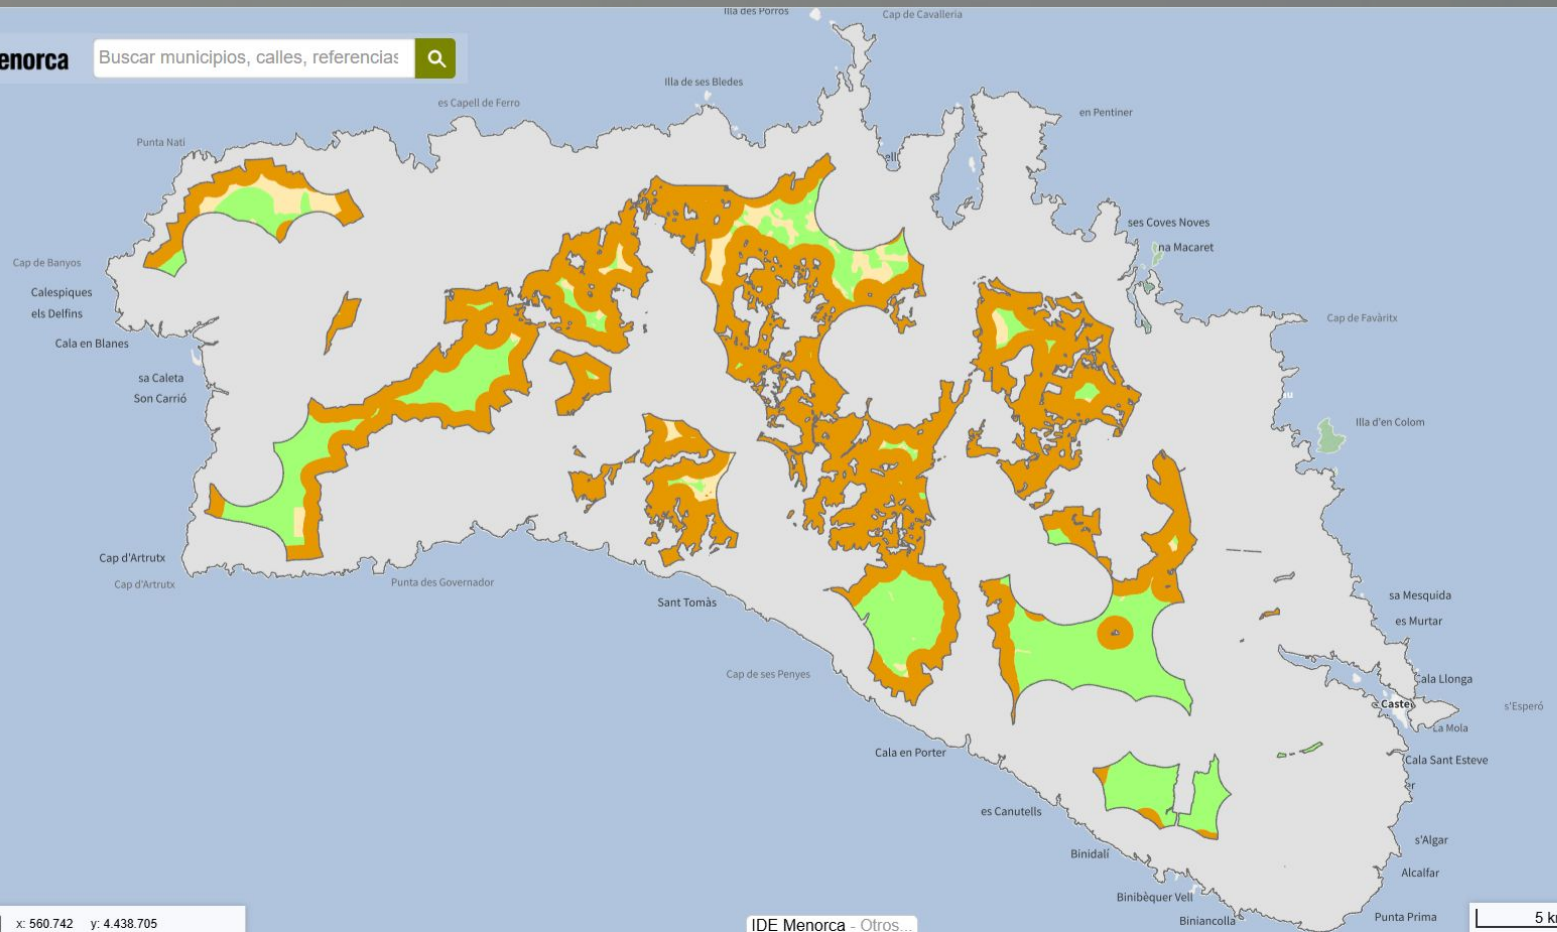 Illa des Porros
Cap de Cavalleria
enorca
Buscar municipios, calles, referencias
Illa de ses Bledes
es Capell de Ferro
en Pentiner
Punta Nati
ell
ses Coves Noves
na Macaret
Cap de Banyos
Calespiques
els Delfins
Cap de Favàritx
Cala en Blanes
sa Caleta
Son Carrió
Illa d'en Colom
Cap d'Artrutx
Cap d'Artrutx
Punta des Governador
Sant Tomàs
sa Mesquida
es Murtar
Cap de ses Penyes
ala Llonga
Caste
s'Esperó
La Mola
Cala en Porter
Cala Sant Esteve
er
es Canutells
s'Algar
Binidalí
Alcalfar
Binibèquer Vell
Biniancolla
Punta Prima
x: 560.742 y: 4.438.705
IDE Menorca - Otros...
5 k